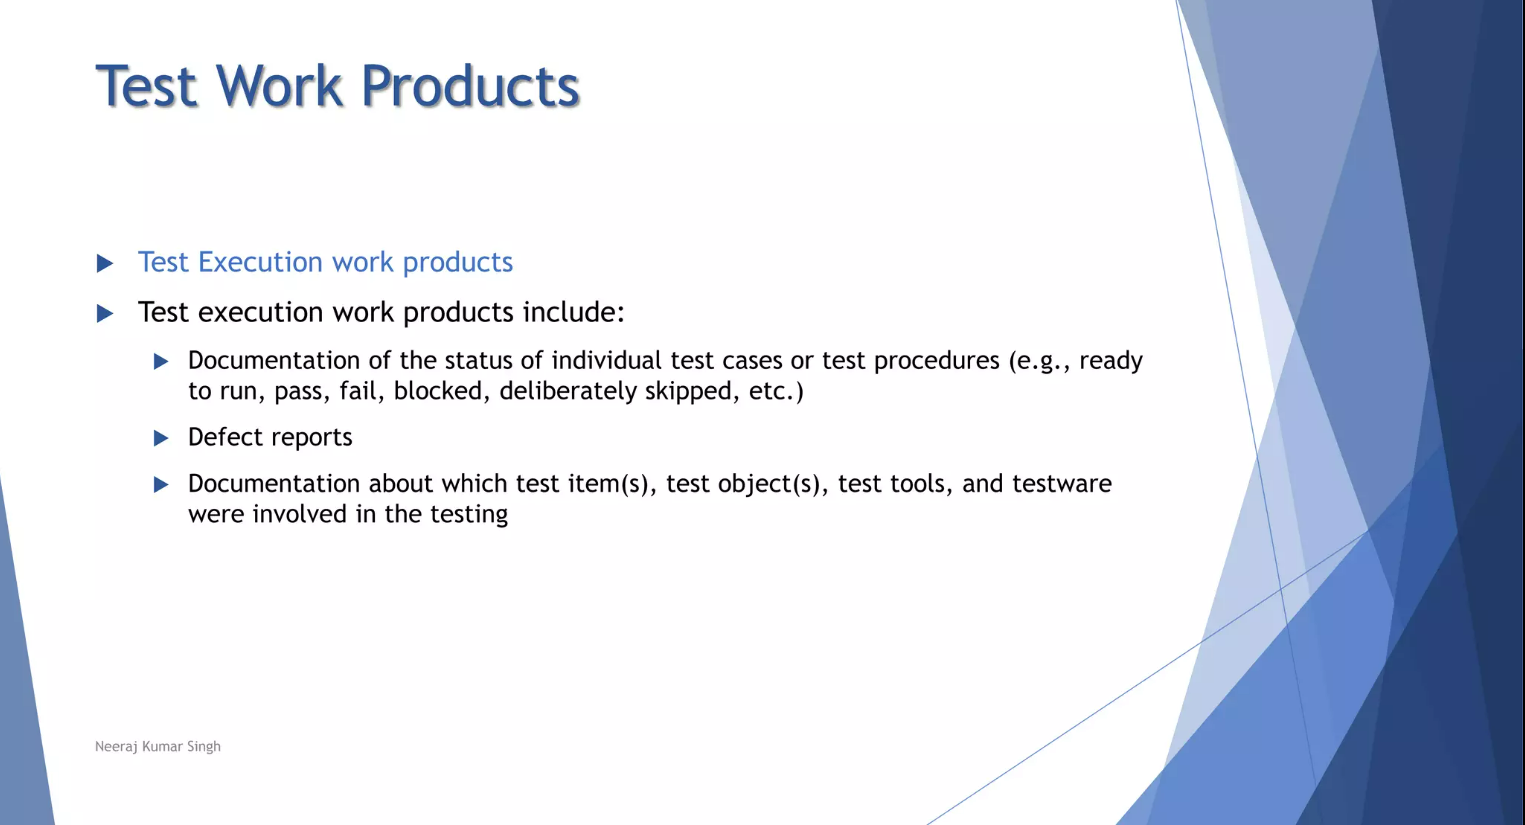 Test Work Products
Test Execution work products
Test execution work products include:
Documentation of the status of individual test cases or test procedures (e.g., ready
to run, pass, fail, blocked, deliberately skipped, etc.)
Defect reports
Documentation about which test item(s), test object(s), test tools, and testware
were involved in the testing
Neeraj Kumar Singh